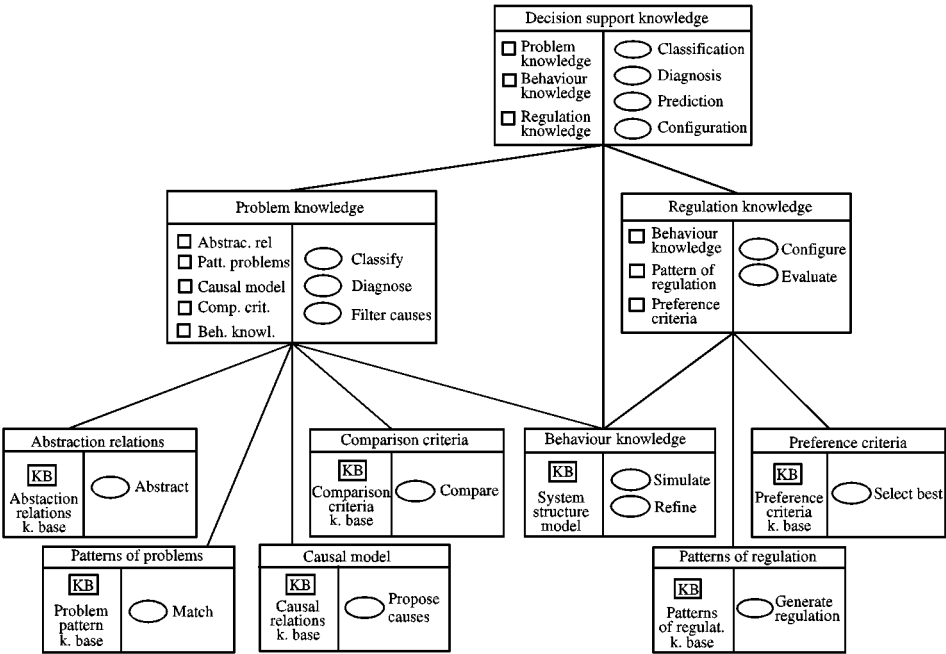 Decision support knowledge
Problem
knowledge
Behaviour
knowledge
Regulation
knowledge
Classification
Diagnosis
Prediction
Configuration
Problem knowledge
Abstrac. rel
Patt. problems
Causal model
Comp. crit.
Beh. knowl.
Classify
Diagnose
Filter causes
Regulation knowledge
Behaviour
knowledge
Pattern of
regulation
Preference
criteria
Configure
Evaluate
Abstraction relations
KB
Abstaction
relations
k. base
Abstract
Comparison criteria
KB
Comparison
criteria
k. base
Compare
Behaviour knowledge
KB
System
structure
model
Simulate
Refine
Preference criteria
KB
Preference
criteria
k. base
Select best
Patterns of problems
KB
Problem
pattern
k. base
Match
Causal model
KB
Causal
relations
k. base
Propose
causes
Patterns of regulation
KB
Patterns
of regulat.
k. base
Generate
regulation